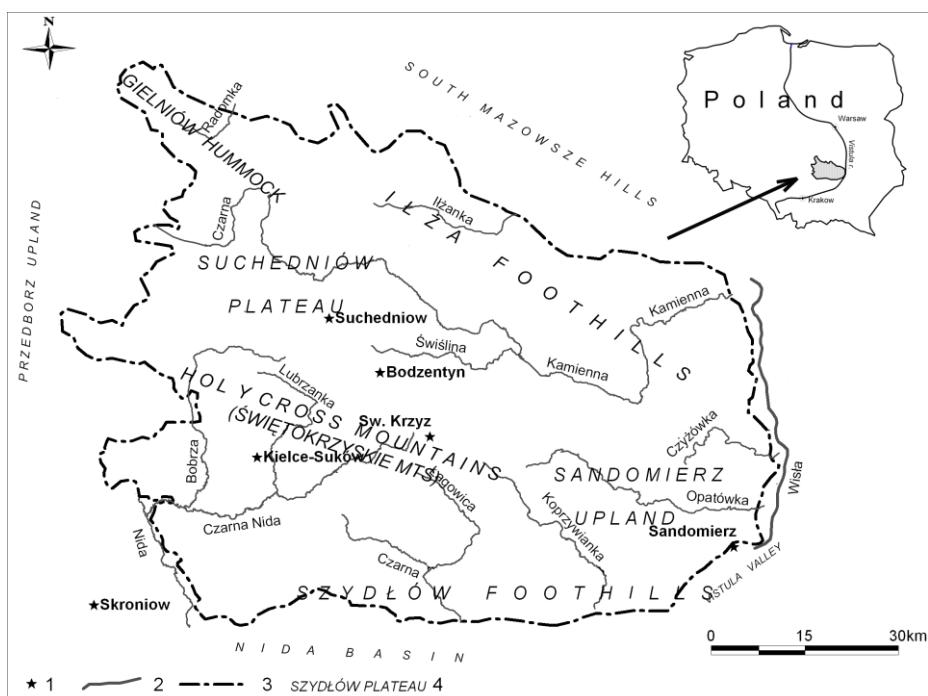 N
SOUTH MAZOWSZE HILLS
Poland
Warsaw
Vistula r.
Krakow
GIELNIÓW HUMMOCK
Radomka
PRZEDBORZ UPLAND
Czarna
Iłżanka
IŁŻA FOOTHILLS
SUCHEDNIÓW
PLATEAU
Suchedniow
Kamienna
Świślina
Bodzentyn
Kamienna
HOLY CROSS MOUNTAINS
(ŚWIĘTOKRZYSKIE MTS)
Lubrzanka
Sw. Krzyz
Kielce-Suków
Bobrza
Łagowica
Czyżówka
Wisła
SANDOMIERZ
UPLAND
Opatówka
Koprzywianka
Sandomierz
Czarna Nida
Nida
Czarna
VISTULA VALLEY
Skroniow
SZYDŁÓW FOOTHILLS
NIDA BASIN
0 15 30km
1 2 3 SZYDŁÓW PLATEAU 4